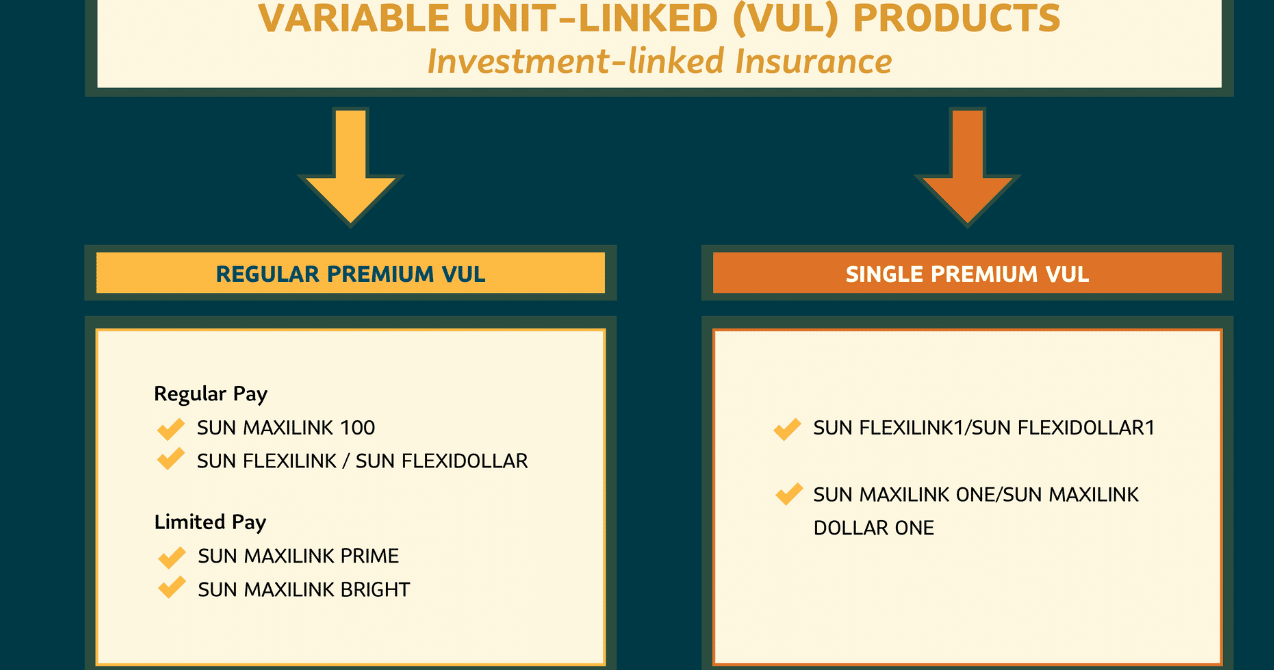 VARIABLE UNIT-LINKED (VUL) PRODUCTS
Investment-linked Insurance
REGULAR PREMIUM VUL
Regular Pay
SUN MAXILINK 100
SUN FLEXILINK / SUN FLEXIDOLLAR
Limited Pay
SUN MAXILINK PRIME
SUN MAXILINK BRIGHT
SINGLE PREMIUM VUL
SUN FLEXILINK1/SUN FLEXIDOLLAR1
SUN MAXILINK ONE/SUN MAXILINK
DOLLAR ONE